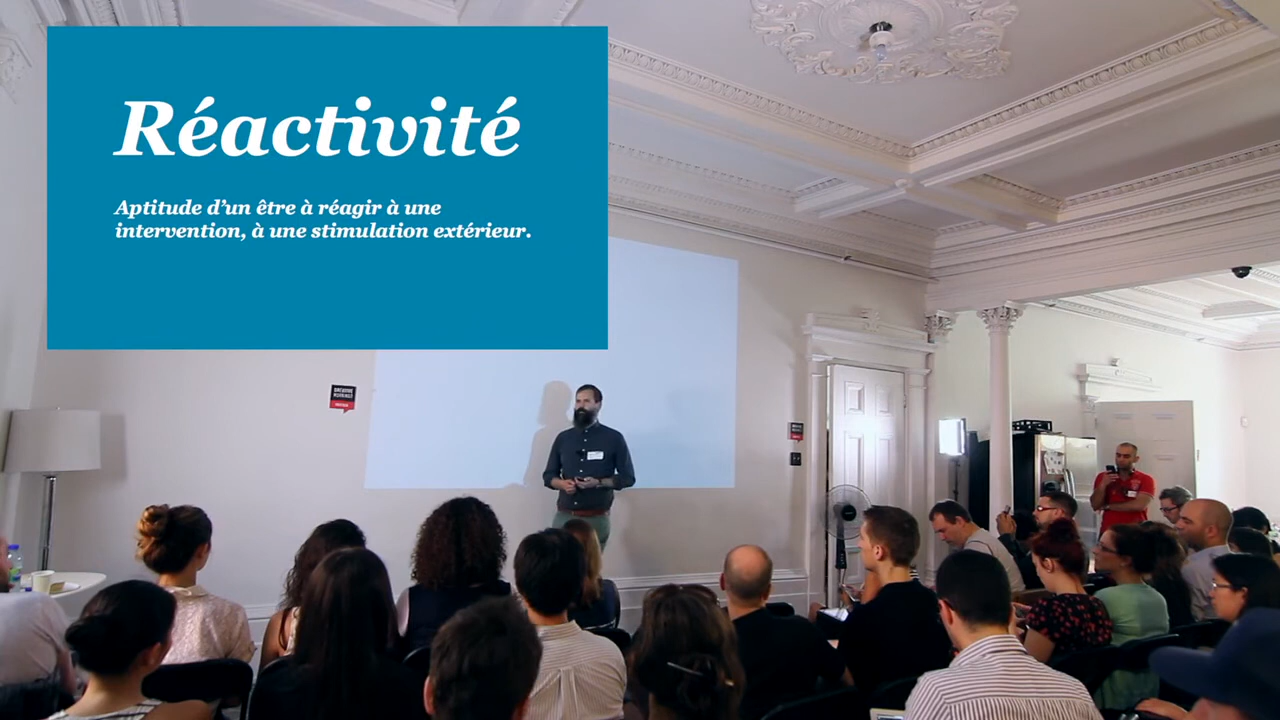 Réactivité
Aptitude d’un être à réagir à une
intervention, à une stimulation extérieur.